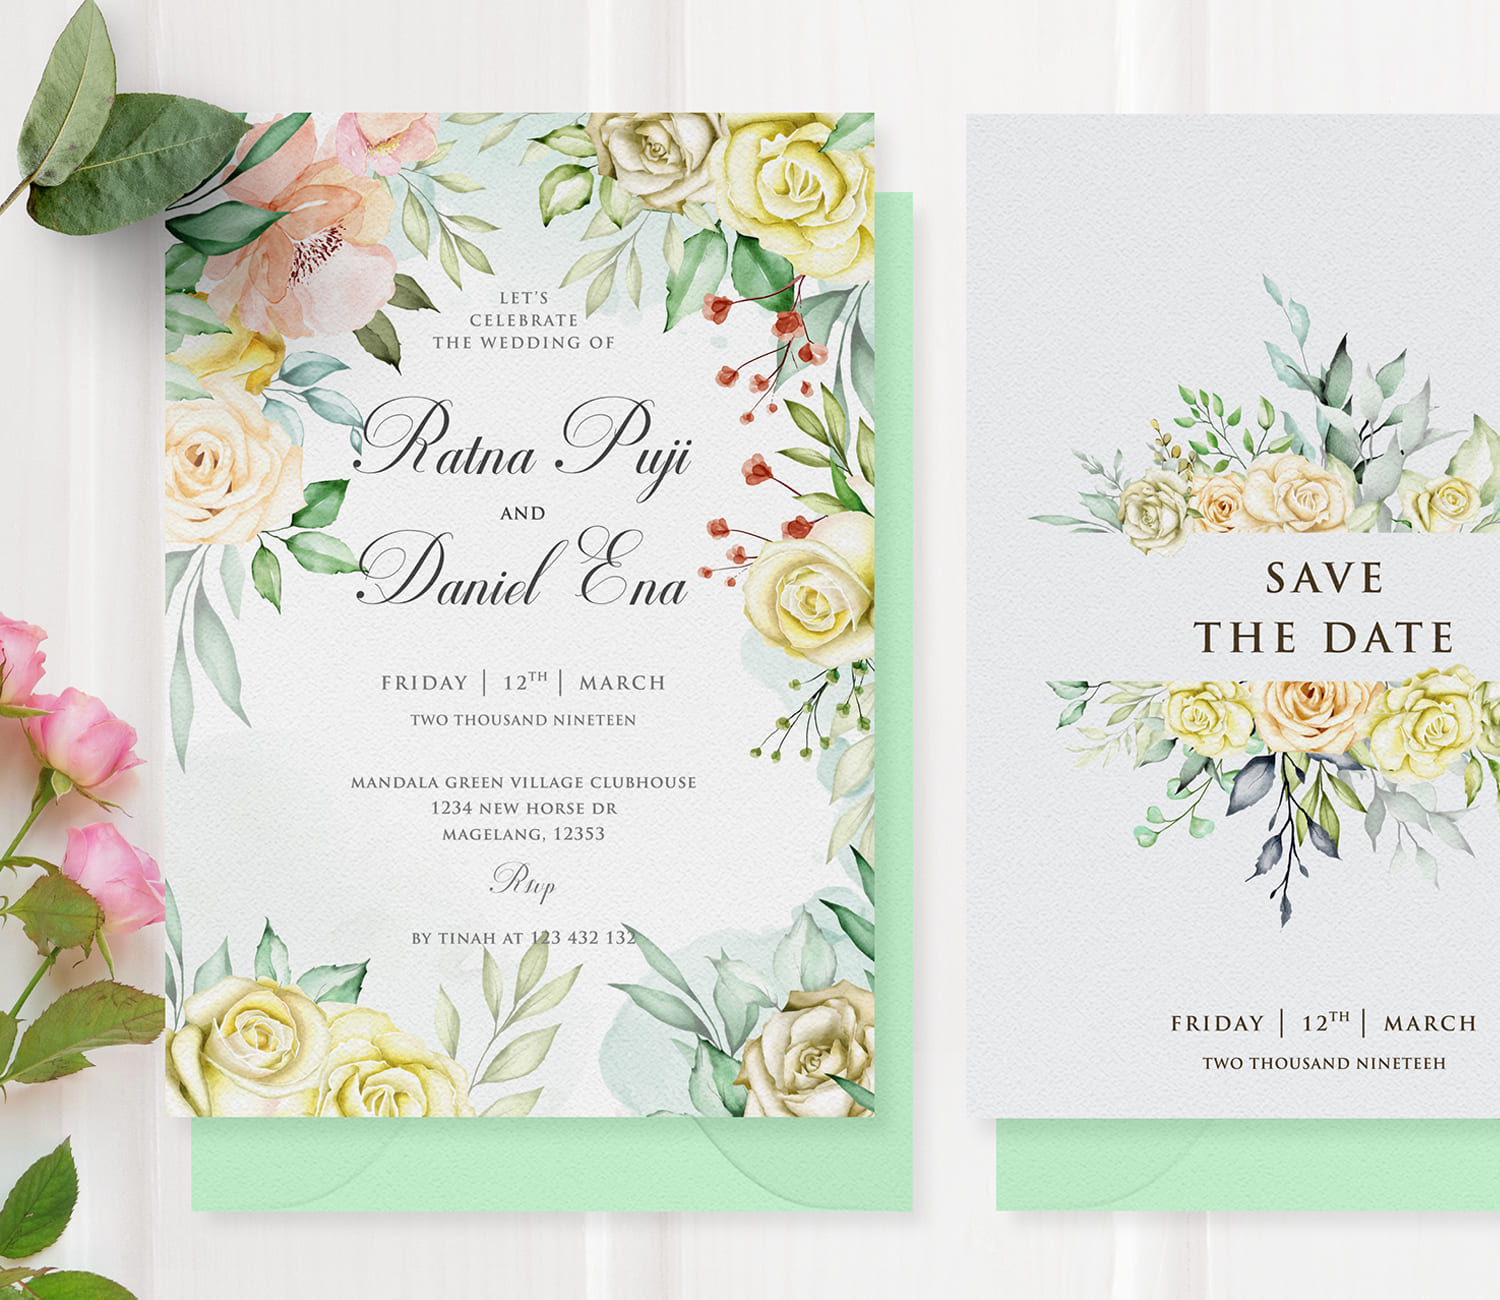 LET'S
CELEBRATE
THE WEDDING OF
Ratna Puji
AND
Daniel Ena
FRIDAY | 12TH | MARCH
TWO THOUSAND NINETEEN
MANDALA GREEN VILLAGE CLUBHOUSE
1234 NEW HORSE DR
MAGELANG, 12353
Rsvp
BY TINAH AT 123 432 132
SAVE
THE DATE
FRIDAY | 12TH | MARCH
TWO THOUSAND NINETEEH